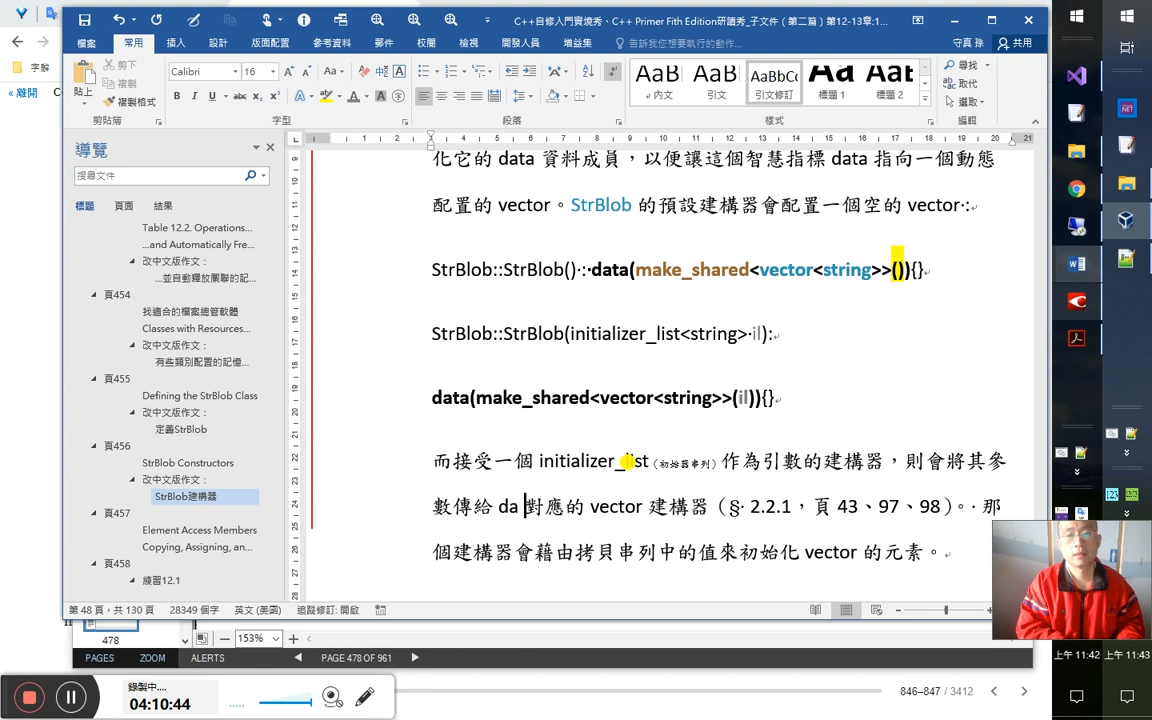 C++自修入門實境秀、C++ Primer Fith Edition研讀秀_子文件（第二篇）第12-13章:1...
檔案 常用 插入 設計 版面配置 參考資料 郵件 校閱 檢視 開發人員 增益集 告訴我您想要執行的動作... 守真 孫 共用
字齡
« 離開
貼上
剪下
複製
複製格式
Calibri 16
AaBbCc
內文 引文 引文修訂 標題 1 標題 2
尋找
取代
選取
剪貼簿 字型 段落 樣式 編輯
導覽
搜尋文件
標題 頁面 結果
Table 12.2. Operations...
...and Automatically Fre...
改中文版作文：
...並自動釋放關聯的記...
頁454
找適合的檔案總管軟體
Classes with Resources...
改中文版作文：
有些類別配置的記憶...
頁455
Defining the StrBlob Class
改中文版作文：
定義StrBlob
頁456
StrBlob Constructors
改中文版作文：
StrBlob建構器
頁457
Element Access Members
Copying, Assigning, an...
頁458
練習12.1
化它的 data 資料成員，以便讓這個智慧指標 data 指向一個動態
配置的 vector。StrBlob 的預設建構器會配置一個空的 vector·:
StrBlob::StrBlob()·:·data(make_shared<vector<string>>()){}
StrBlob::StrBlob(initializer_list<string>·il):
data(make_shared<vector<string>>(il)){}
而接受一個 initializer_list（初始器串列）作為引數的建構器，則會將其參
數傳給 da 對應的 vector 建構器（§· 2.2.1，頁 43、97、98）。· 那
個建構器會藉由拷貝串列中的值來初始化 vector 的元素。
第 48 頁，共 130 頁 28349 個字 英文 (美國) 追蹤修訂: 開啟
478
153%
PAGES ZOOM ALERTS PAGE 478 OF 961
錄製中....
04:10:44
846–847 / 3412
上午 11:42 上午 11:43